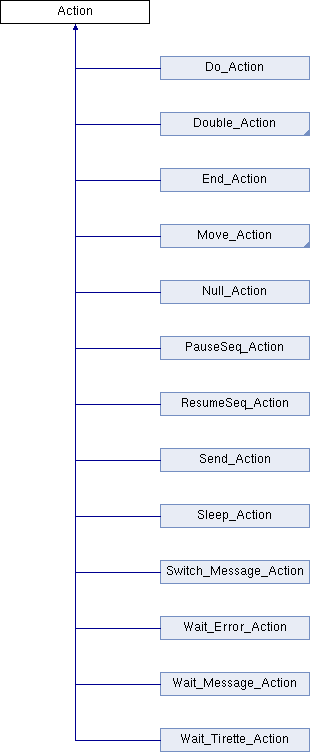 Action
Do_Action
Double_Action
End_Action
Move_Action
Null_Action
PauseSeq_Action
ResumeSeq_Action
Send_Action
Sleep_Action
Switch_Message_Action
Wait_Error_Action
Wait_Message_Action
Wait_Tirette_Action